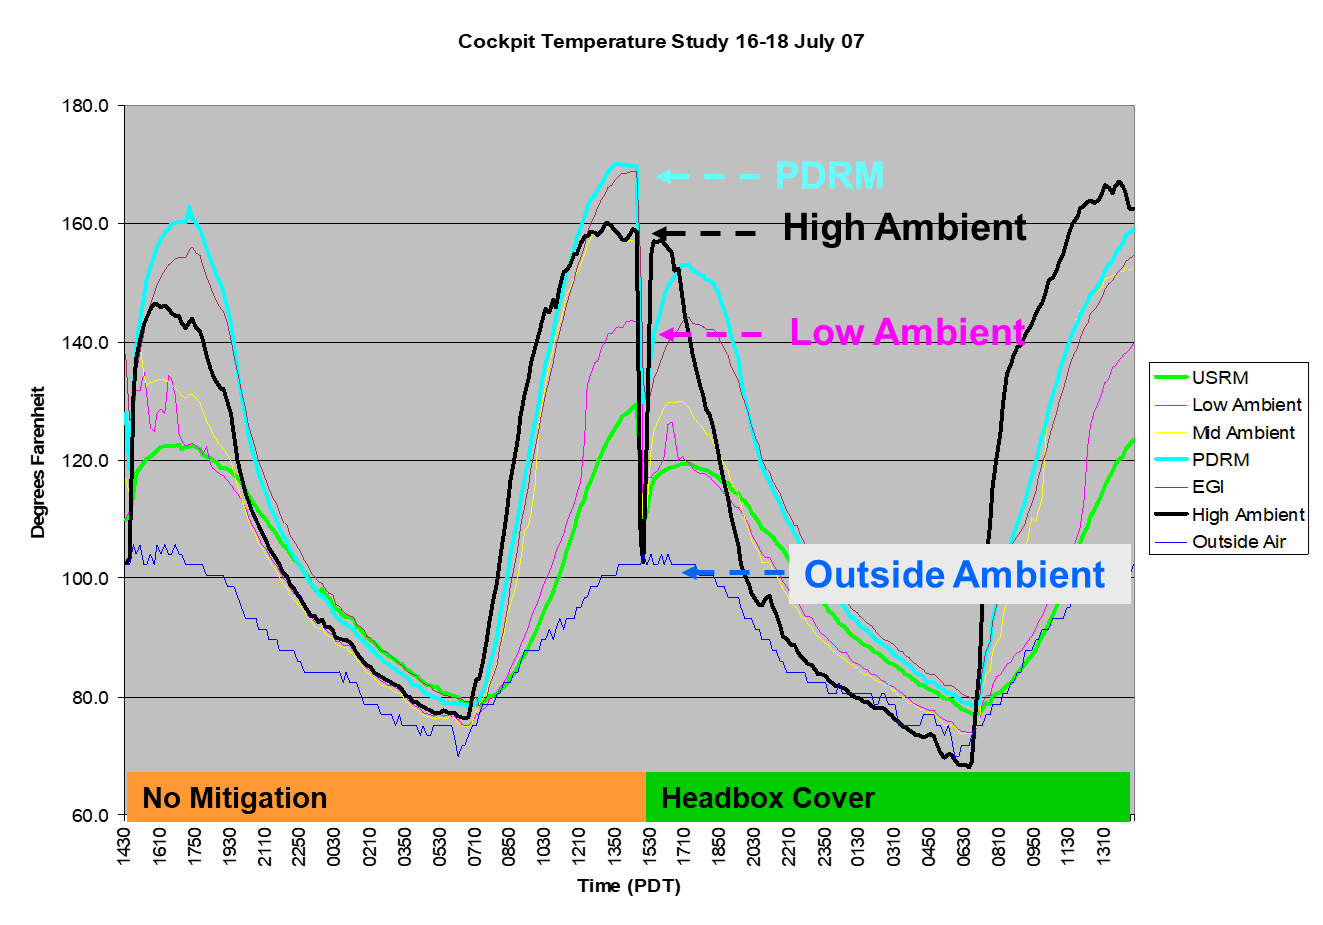 Cockpit Temperature Study 16-18 July 07
Degrees Farenheit
180.0
160.0
140.0
120.0
100.0
80.0
60.0
PDRM
High Ambient
Low Ambient
Outside Ambient
USRM
Low Ambient
Mid Ambient
PDRM
EGI
High Ambient
Outside Air
No Mitigation
Headbox Cover
1430 1610 1750 1930 2110 2250 0030 0210 0350 0530 0710 0850 1030 1210 1350 1530 1710 1850 2030 2210 2350 0130 0310 0450 0630 0810 0950 1130 1310
Time (PDT)